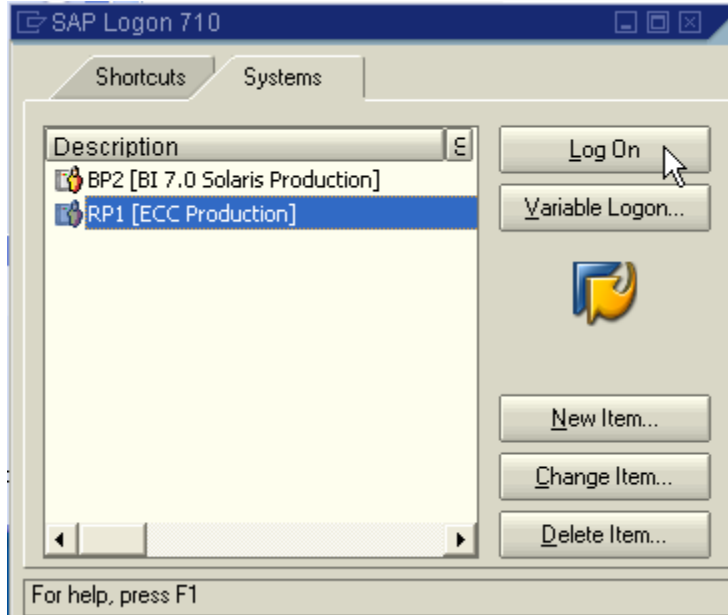 SAP Logon 710
Shortcuts Systems
Description
BP2 [BI 7.0 Solaris Production]
RP1 [ECC Production]
Log On
Variable Logon...
New Item...
Change Item...
Delete Item...
For help, press F1